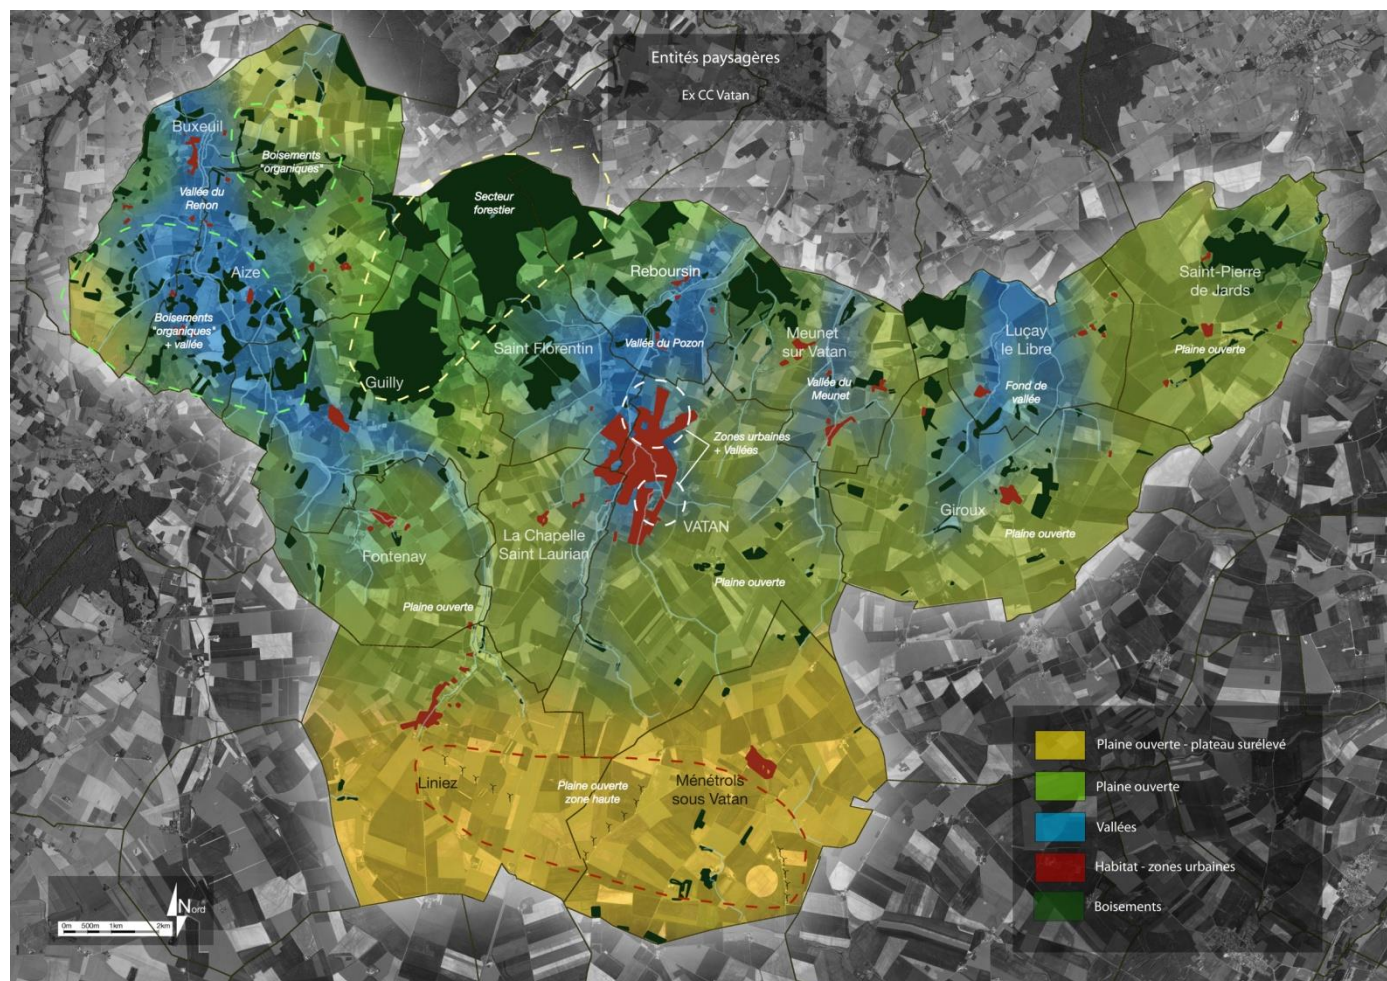 Entités paysagères
Ex CC Vatan
Buxeuil
Boisements
"organiques"
Vallée du
Renon
Secteur
forestier
Aize
Reboursin
Saint-Pierre
de Jards
Boisements
"organiques"
+ vallée
Saint Florentin
Vallée du Pozon
Meunet
sur Vatan
Luçay
le Libre
Plaine ouverte
Guilly
Vallée du
Meunet
Fond de
vallée
Zones urbaines
+ Vallées
Giroux
VATAN
La Chapelle
Saint Laurian
Plaine ouverte
Fontenay
Plaine ouverte
Plaine ouverte
Plaine ouverte - plateau surélevé
Liniez
Plaine ouverte
zone haute
Ménétrols
sous Vatan
Plaine ouverte
Vallées
Habitat - zones urbaines
Boisements
Nord
0m 500m 1km 2km